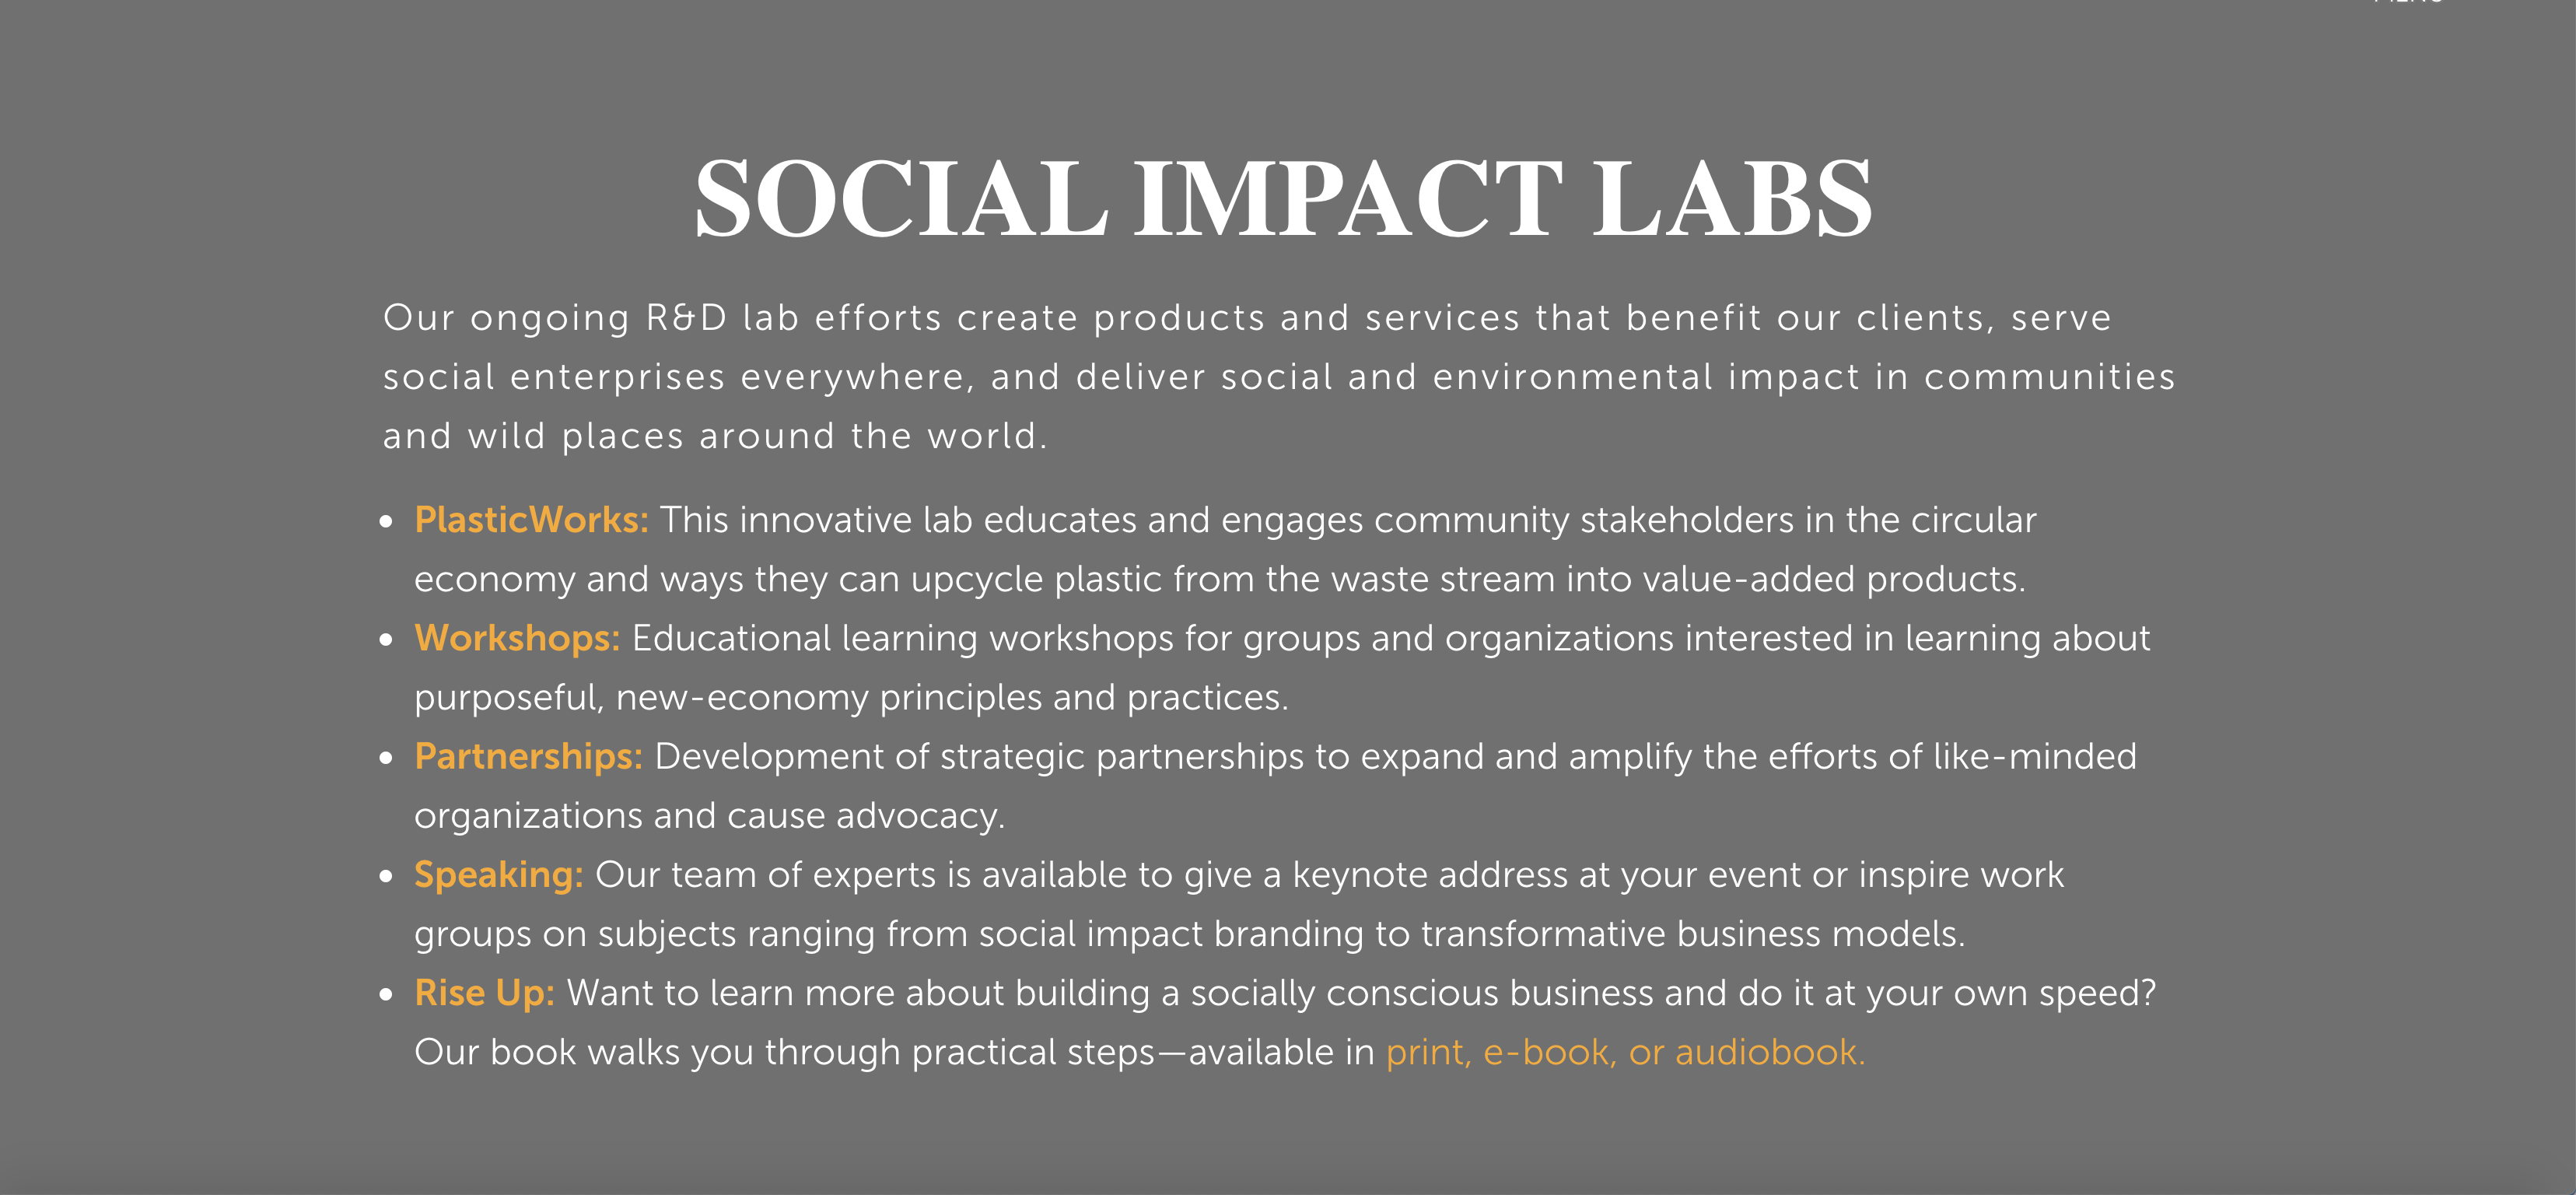 SOCIAL IMPACT LABS
Our ongoing R&D lab efforts create products and services that benefit our clients, serve
social enterprises everywhere, and deliver social and environmental impact in communities
and wild places around the world.
• PlasticWorks: This innovative lab educates and engages community stakeholders in the circular
economy and ways they can upcycle plastic from the waste stream into value-added products.
• Workshops: Educational learning workshops for groups and organizations interested in learning about
purposeful, new-economy principles and practices.
• Partnerships: Development of strategic partnerships to expand and amplify the efforts of like-minded
organizations and cause advocacy.
• Speaking: Our team of experts is available to give a keynote address at your event or inspire work
groups on subjects ranging from social impact branding to transformative business models.
• Rise Up: Want to learn more about building a socially conscious business and do it at your own speed?
Our book walks you through practical steps—available in print, e-book, or audiobook.